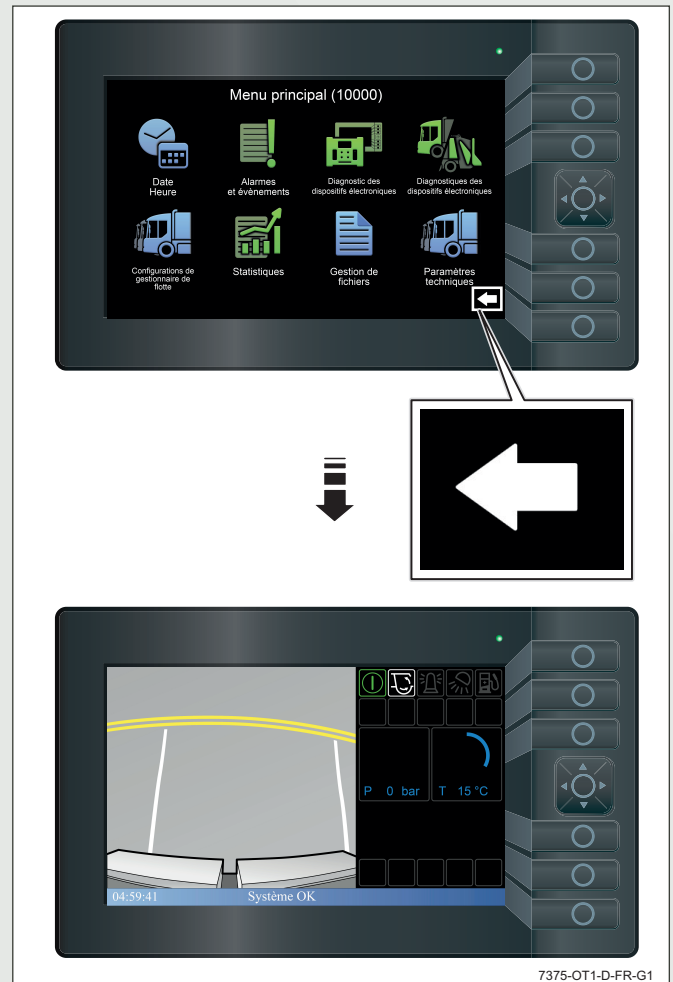 Menu principal (10000)
Date
Heure
Alarmes
et évènements
Diagnostic des
dispositifs électroniques
Diagnostiques des
dispositifs électroniques
Configurations de
gestionnaire de
flotte
Statistiques
Gestion de
fichiers
Paramètres
techniques
P 0 bar
T 15 °C
04:59:41 Système OK
7375-OT1-D-FR-G1